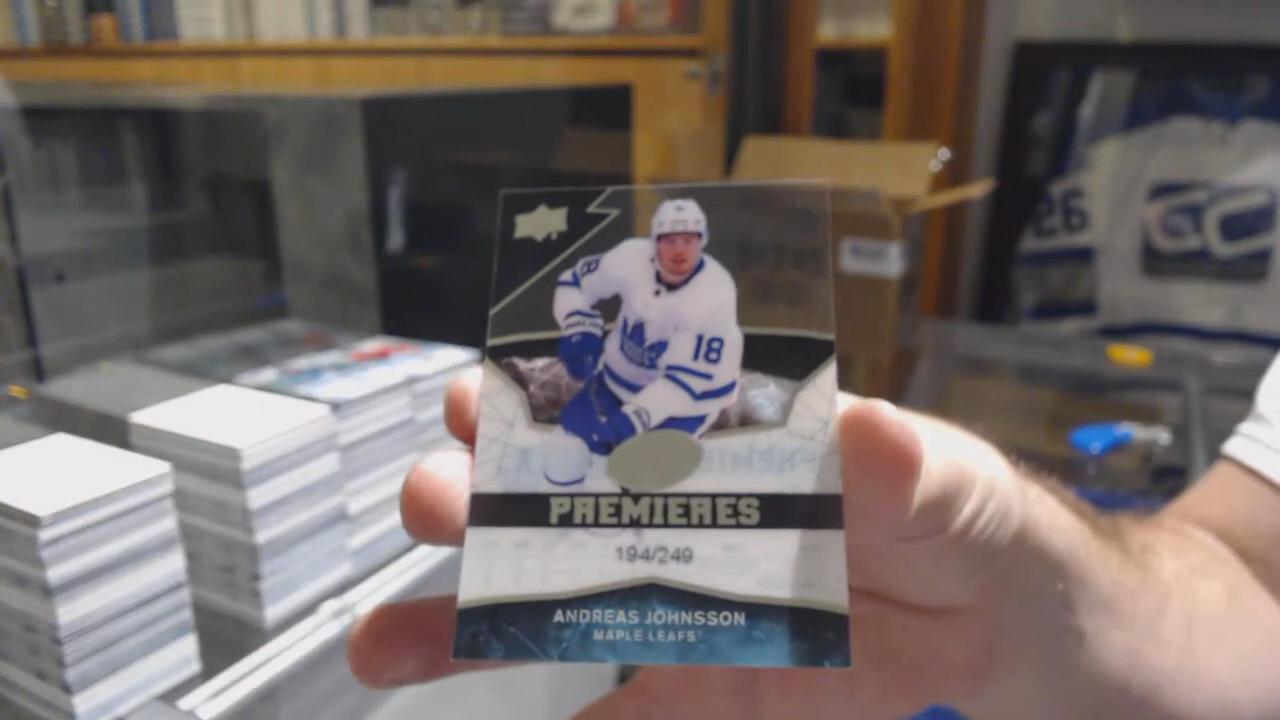 26
18
18
PREMIERES
194/249
ANDREAS JOHNSSON
MAPLE LEAFS